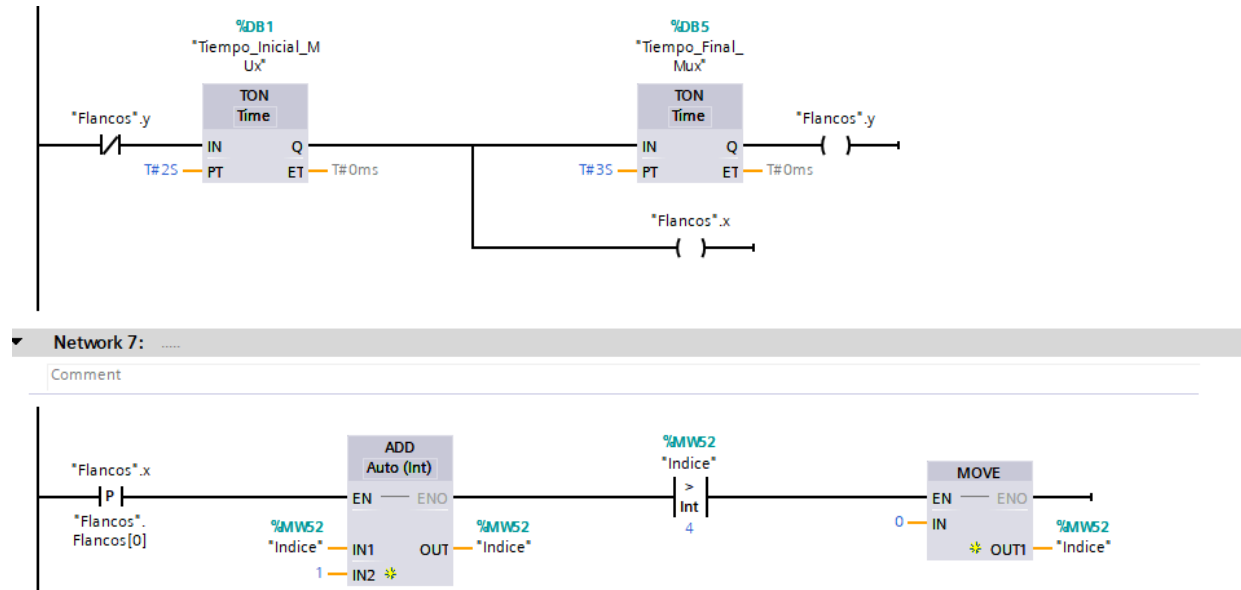 %DB1
"Tiempo_Inicial_M
Ux"
TON
Time
"Flancos".y
IN
Q
T#2S
PT
ET
T#0ms
%DB5
"Tiempo_Final_
Mux"
TON
Time
IN
Q
T#3S
PT
ET
T#0ms
"Flancos".y
"Flancos".x
Network 7: .....
Comment
"Flancos".x
P
"Flancos".
Flancos[0]
ADD
Auto (Int)
EN
ENO
%MW52
"Indice"
IN1
OUT
%MW52
"Indice"
1
IN2
%MW52
"Indice"
>
Int
4
MOVE
EN
ENO
0
IN
OUT1
%MW52
"Indice"